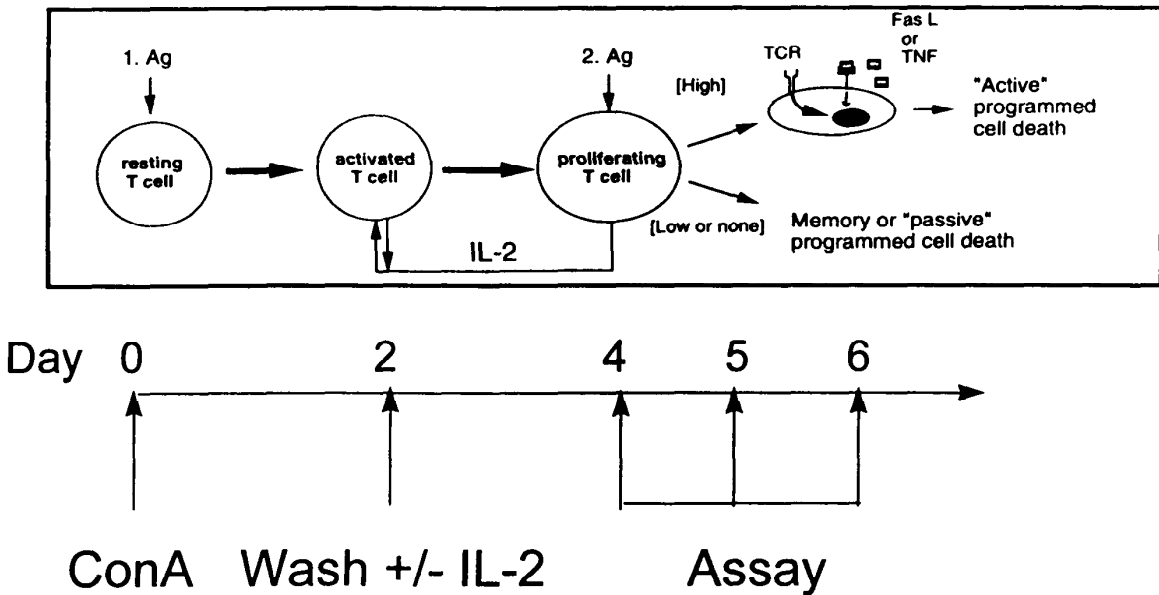 1. Ag
2. Ag
[High]
TCR
Fas L
or
TNF
"Active"
programmed
cell death
resting
T cell
activated
T cell
proliferating
T cell
[Low or none]
Memory or "passive"
programmed cell death
IL-2
Day 0 2 4 5 6
ConA Wash +/- IL-2 Assay